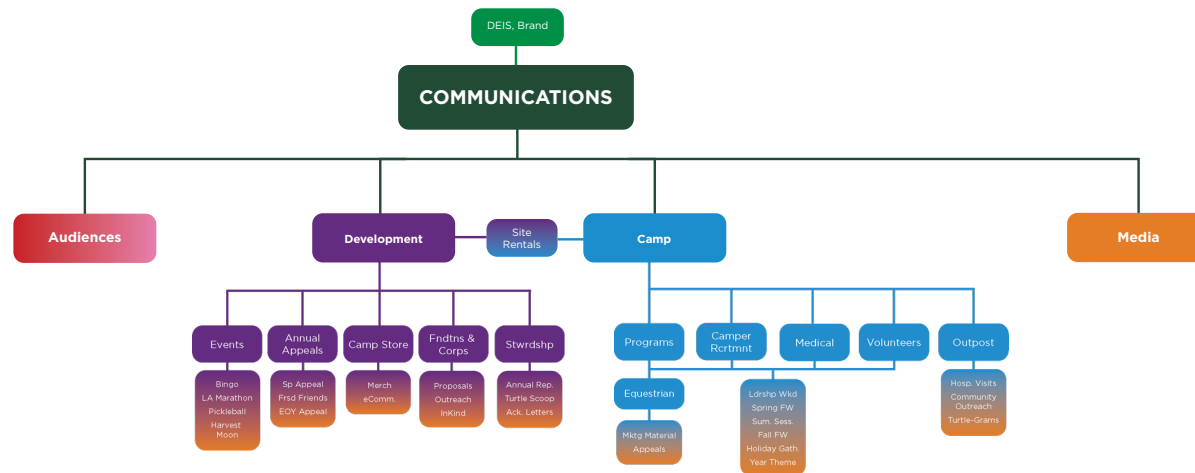 DEIS, Brand
COMMUNICATIONS
Audiences
Development
Site
Rentals
Camp
Media
Events
Annual
Appeals
Camp Store
Fndtns &
Corps
Stwrdshp
Programs
Camper
Rcrtmnt
Medical
Volunteers
Outpost
Bingo
LA Marathon
Pickleball
Harvest
Moon
Sp Appeal
Frsd Friends
EOY Appeal
Merch
eComm.
Proposals
Outreach
InKind
Annual Rep.
Turtle Scoop
Ack. Letters
Equestrian
Mktg Material
Appeals
Ldrshp Wkd
Spring FW
Sum. Sess.
Fall FW
Holiday Gath.
Year Theme
Hosp. Visits
Community
Outreach
Turtle-Grams